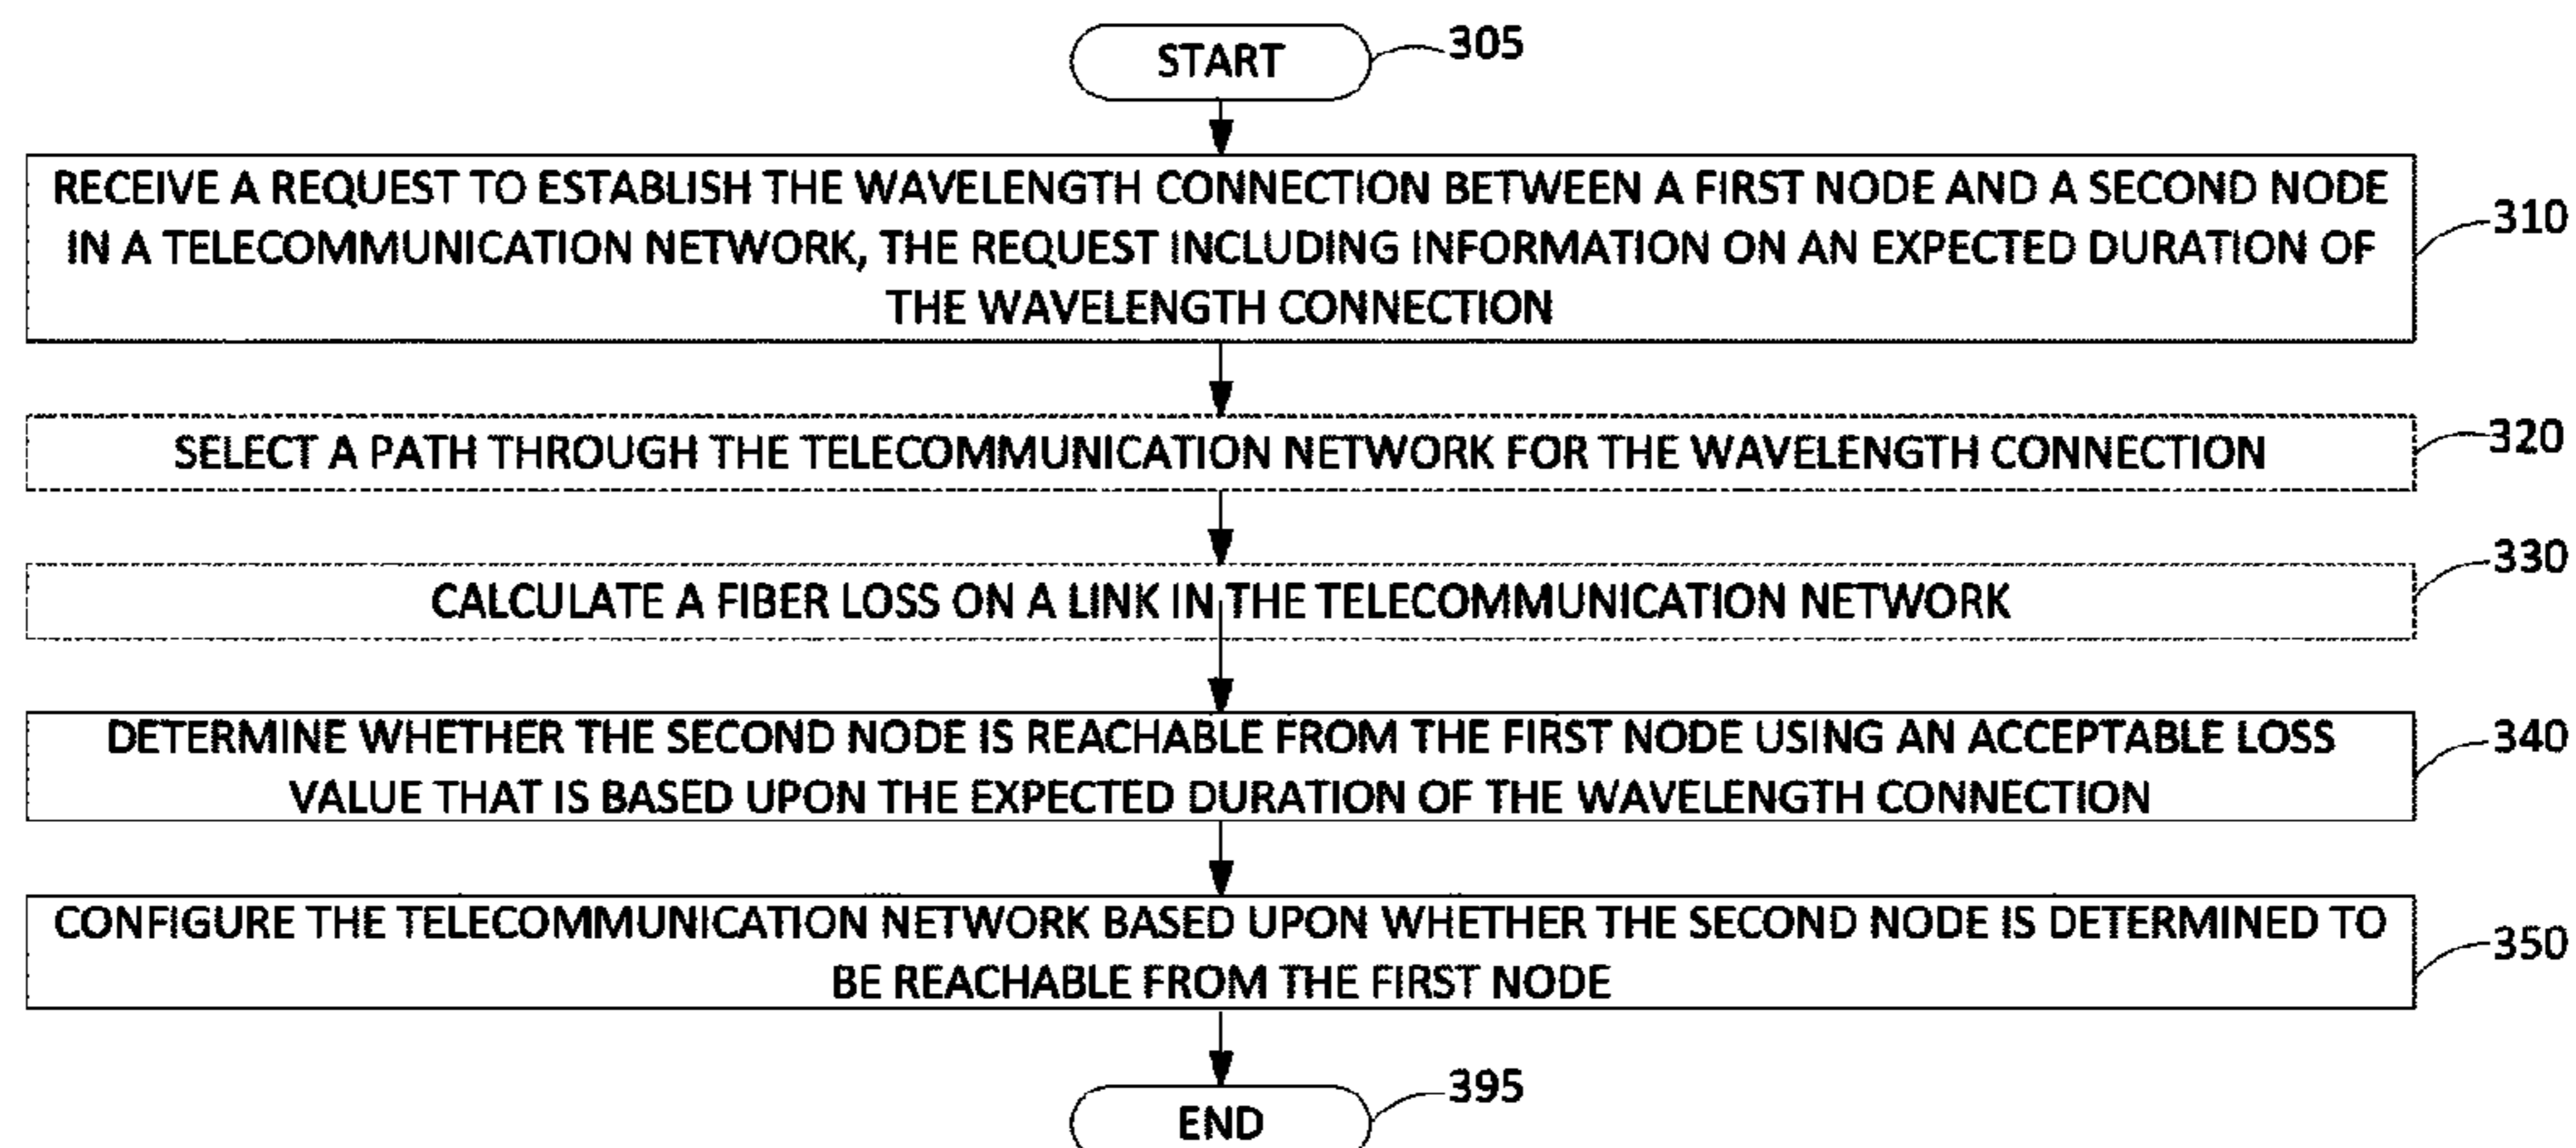 START
305
RECEIVE A REQUEST TO ESTABLISH THE WAVELENGTH CONNECTION BETWEEN A FIRST NODE AND A SECOND NODE
IN A TELECOMMUNICATION NETWORK, THE REQUEST INCLUDING INFORMATION ON AN EXPECTED DURATION OF
THE WAVELENGTH CONNECTION
310
SELECT A PATH THROUGH THE TELECOMMUNICATION NETWORK FOR THE WAVELENGTH CONNECTION
320
CALCULATE A FIBER LOSS ON A LINK IN THE TELECOMMUNICATION NETWORK
330
DETERMINE WHETHER THE SECOND NODE IS REACHABLE FROM THE FIRST NODE USING AN ACCEPTABLE LOSS
VALUE THAT IS BASED UPON THE EXPECTED DURATION OF THE WAVELENGTH CONNECTION
340
CONFIGURE THE TELECOMMUNICATION NETWORK BASED UPON WHETHER THE SECOND NODE IS DETERMINED TO
BE REACHABLE FROM THE FIRST NODE
350
END
395